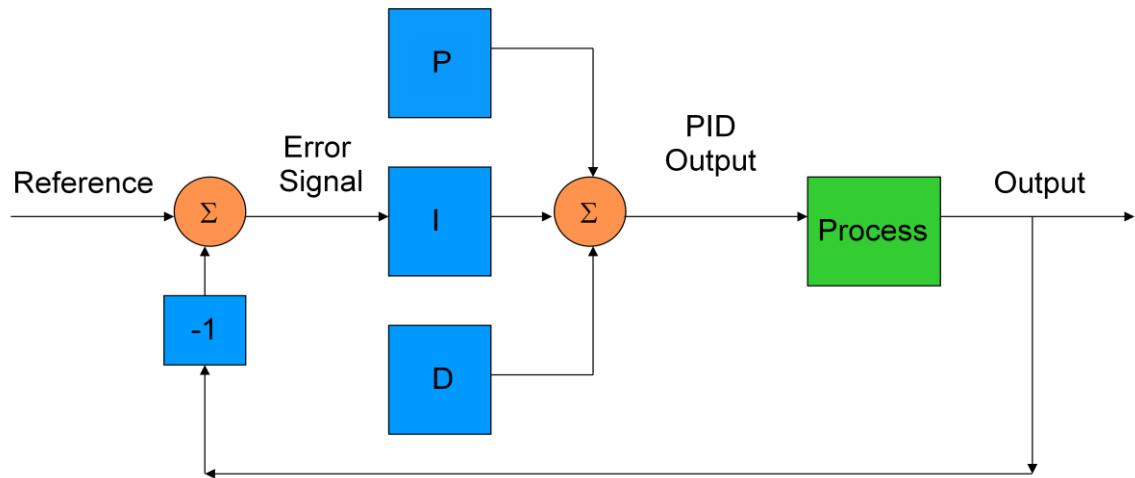 P
PID
Output
Error
Signal
Reference
Output
Σ
I
Σ
Process
-1
D